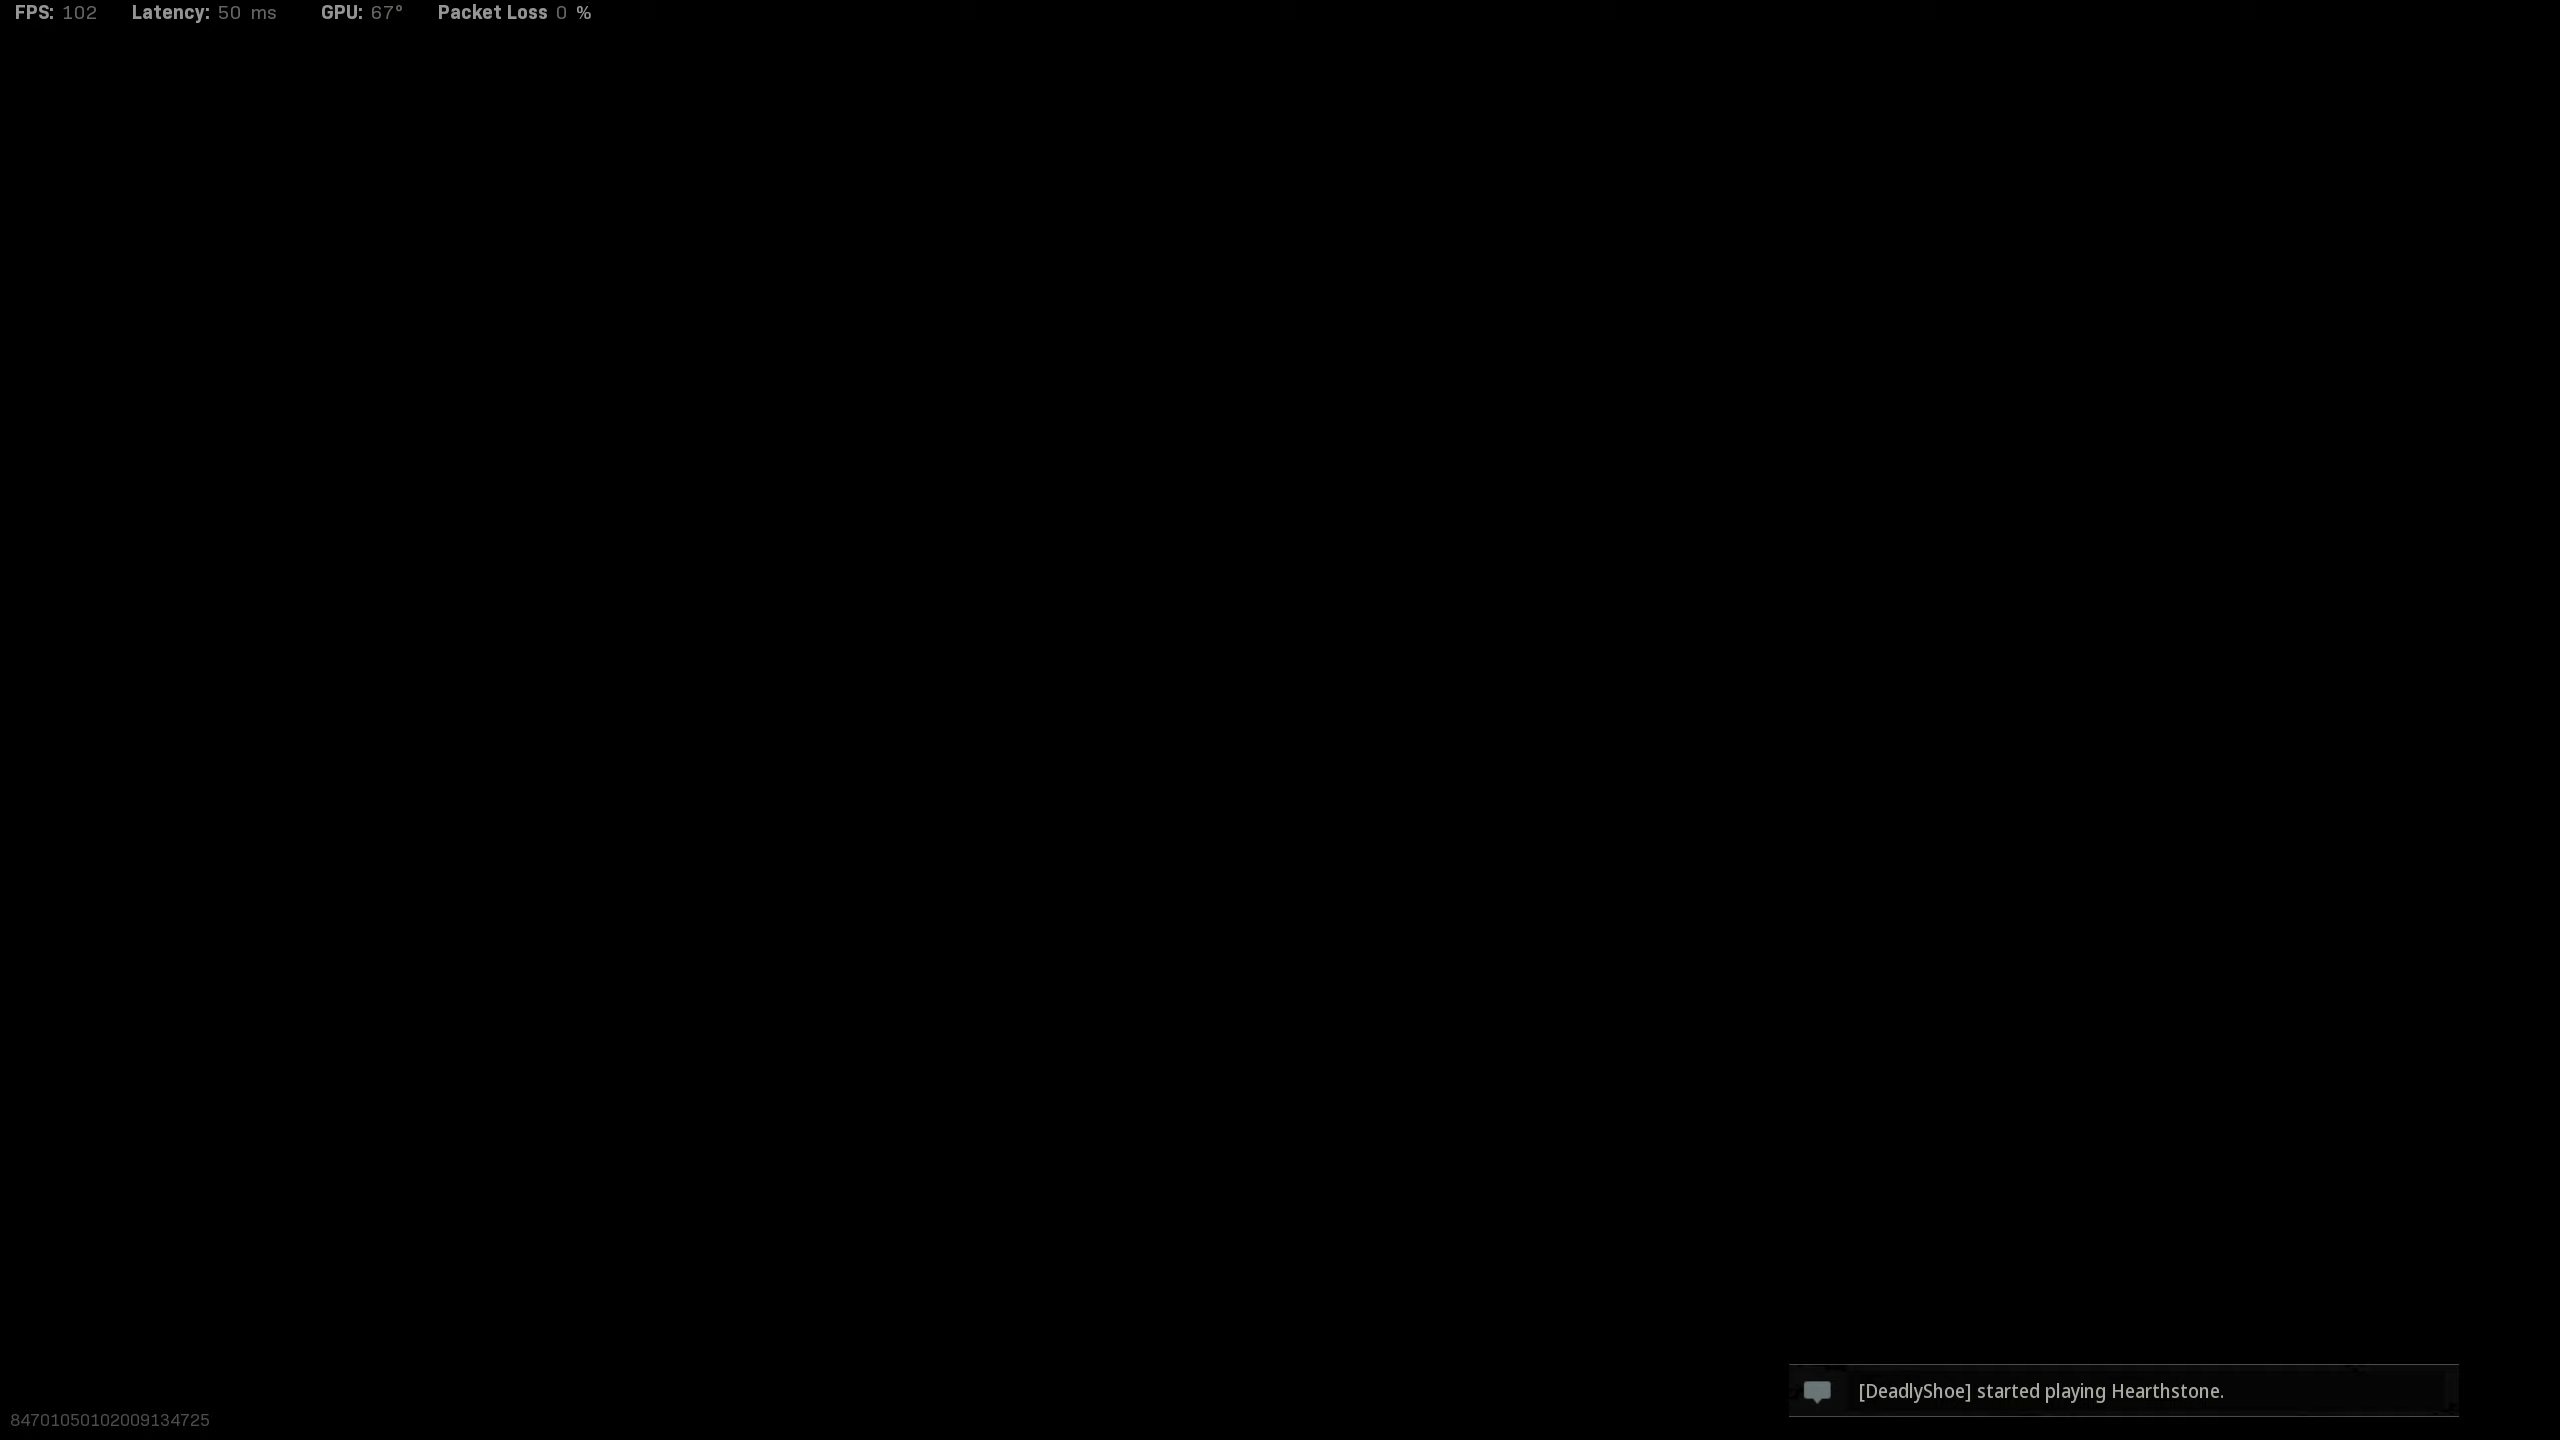 FPS: 102 Latency: 50 ms GPU: 67° Packet Loss 0 %
[DeadlyShoe] started playing Hearthstone.
84701050102009134725